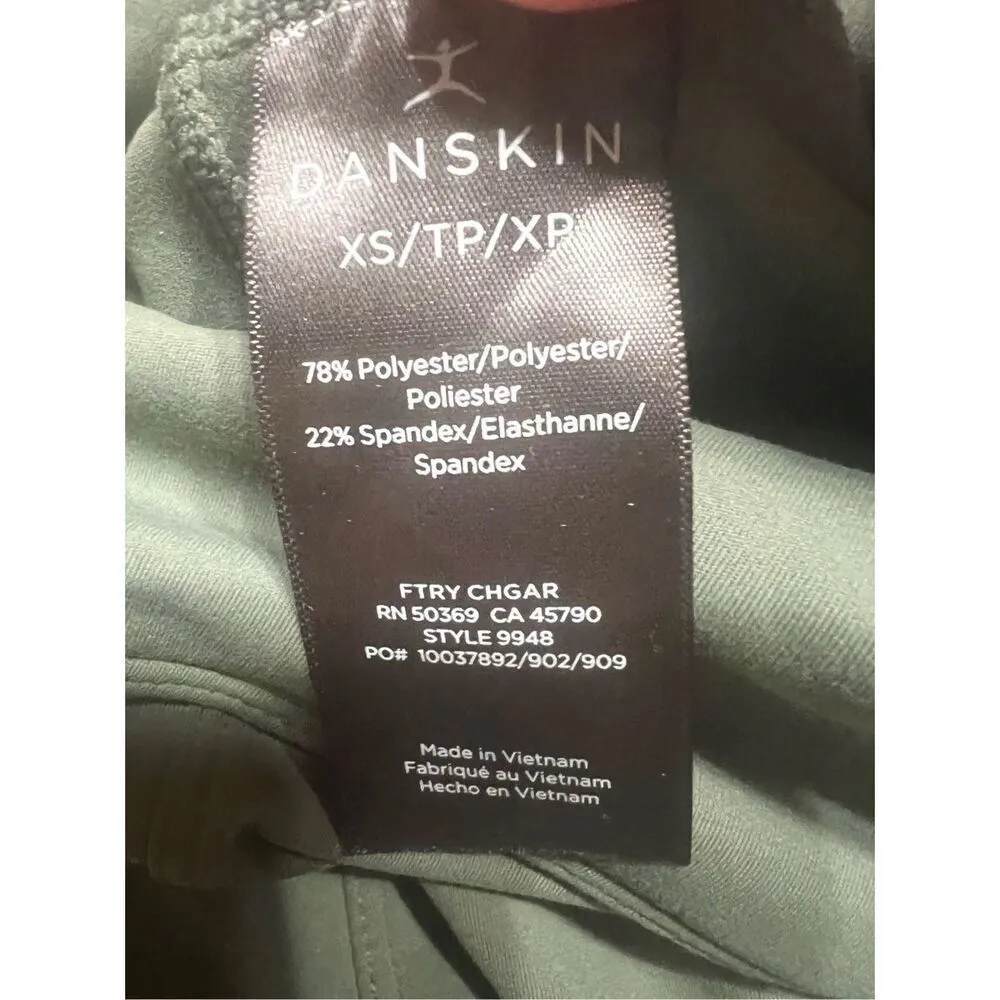 DANSKIN
XS/TP/XP
78% Polyester/Polyester/
Poliester
22% Spandex/Elasthanne/
Spandex
FTRY CHGAR
RN 50369 CA 45790
STYLE 9948
PO# 10037892/902/909
Made in Vietnam
Fabriqué au Vietnam
Hecho en Vietnam